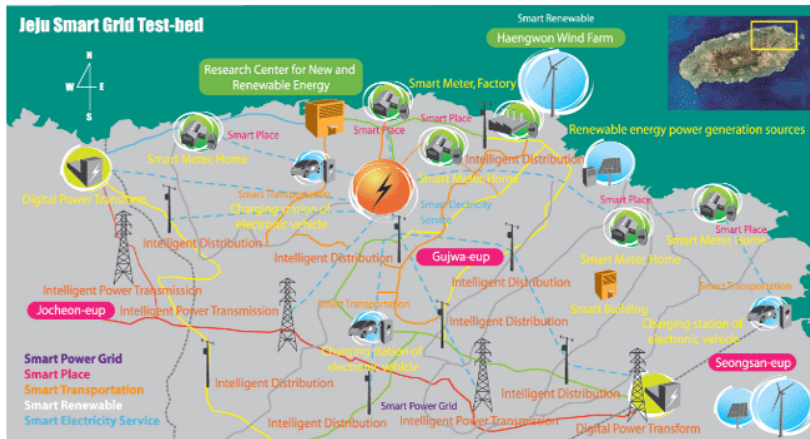 Jeju Smart Grid Test-bed
Smart Renewable
Haengwon Wind Farm
N
W
E
S
Research Center for New and
Renewable Energy
Smart Meter, Factory
Smart Place
Smart Place
Smart Place
Renewable energy power generation sources
Smart Meter, Home
Intelligent Distribution
Smart Meter, Home
Digital Power Transform
Smart Transportation
Charging station of
electronic vehicle
Smart Electricity
Service
Smart Place
Smart Meter, Home
Smart Place
Smart Meter, Home
Intelligent Distribution
Intelligent Distribution
Gujwa-eup
Intelligent Distribution
Intelligent Power Transmission
Jocheon-eup
Intelligent Power Transmission
Smart Transportation
Smart Building
Smart Transportation
Intelligent Distribution
Charging station of
electronic vehicle
Charging station of
electronic vehicle
Smart Power Grid
Smart Place
Smart Transportation
Smart Renewable
Smart Electricity Service
Seongsan-eup
Intelligent Distribution
Intelligent Distribution
Smart Power Grid
Intelligent Distribution
Intelligent Power Transmission
Digital Power Transform